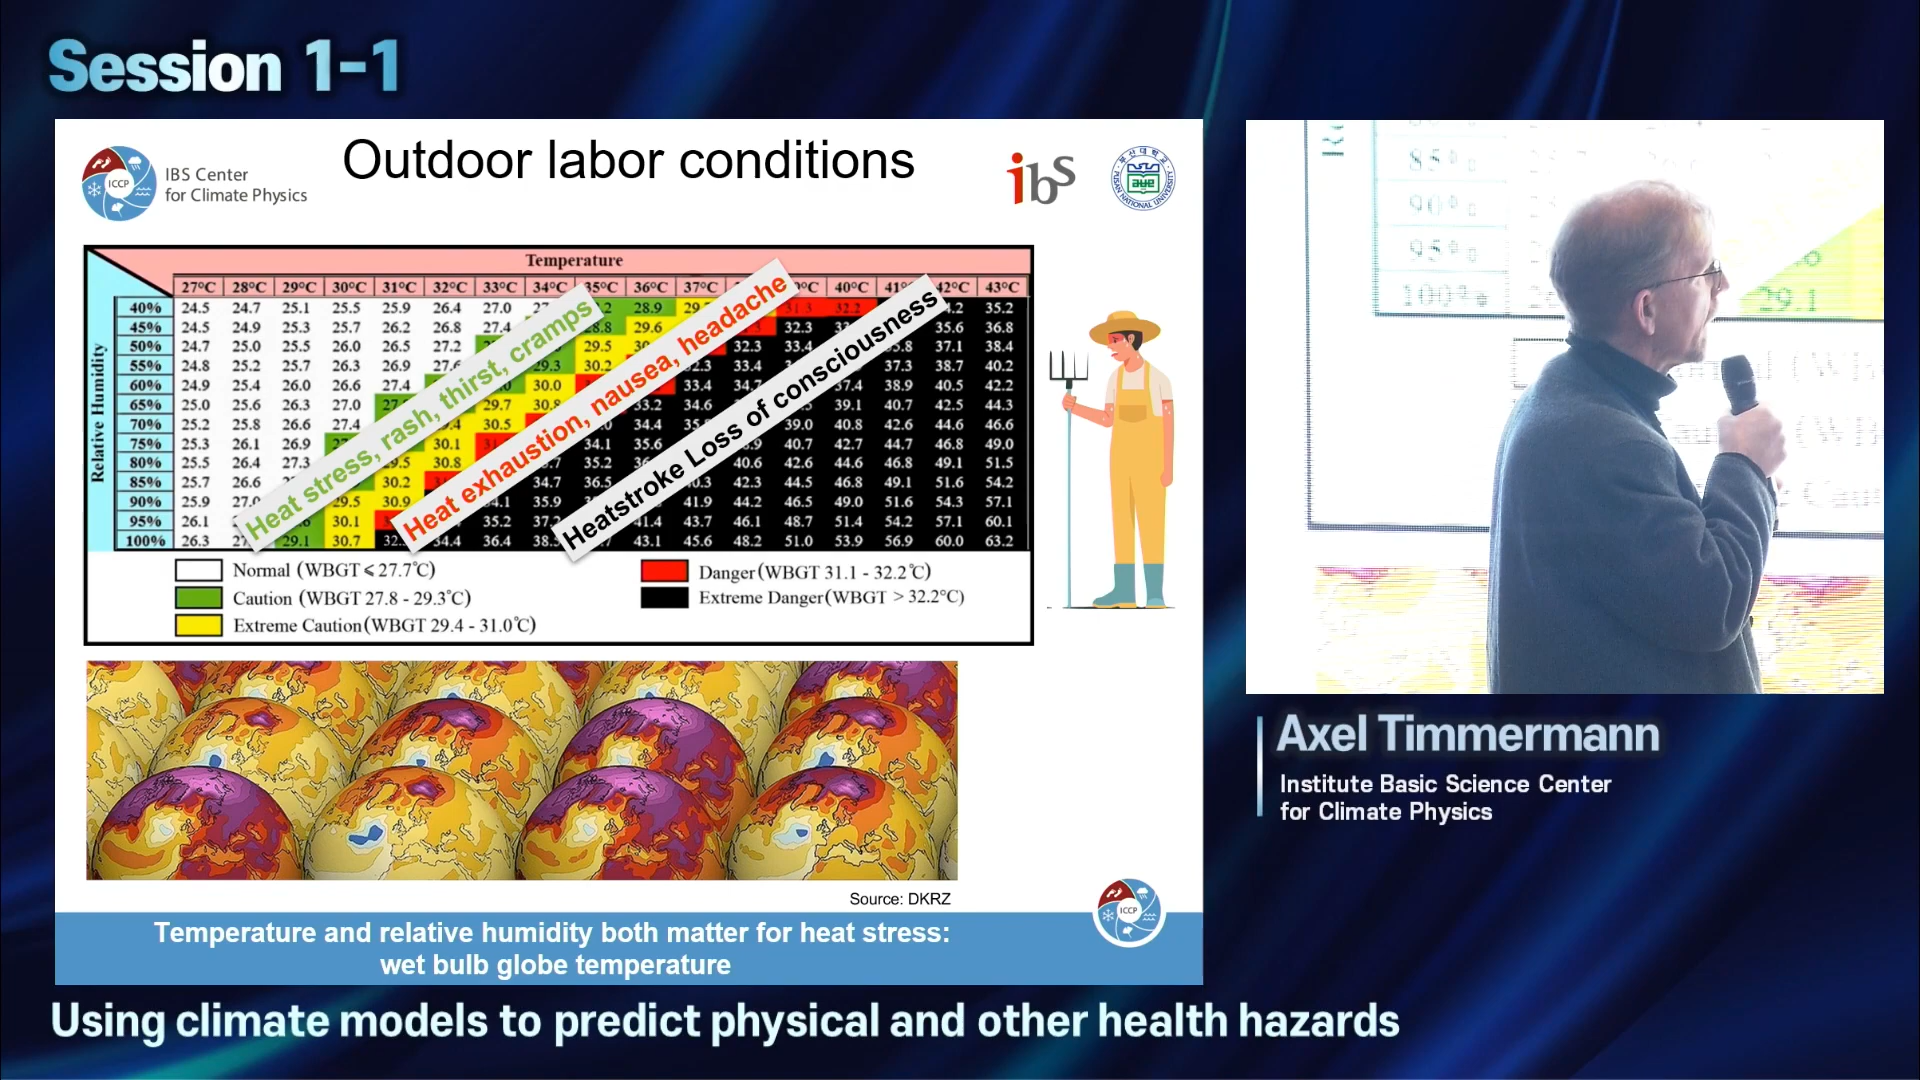 Session 1-1
ICCP
IBS Center
for Climate Physics
Outdoor labor conditions
ibs
Temperature
27°C 28°C 29°C 30°C 31°C 32°C 33°C 34°C 35°C 36°C 37°C 40°C 41° 42°C 43°C
Relative Humidity
40% 24.5 24.7 25.1 25.5 25.9 26.4 27.0 28.9 31.3 32.2 35.2
45% 24.5 24.9 25.3 25.7 26.2 26.8 27.4 28.8 29.6 32.3 35.6 36.8
50% 24.7 25.0 25.5 26.0 26.5 27.2 29.5 32.3 33.4 37.1 38.4
55% 24.8 25.2 25.7 26.3 26.9 29.3 30.2 33.4 37.3 38.7 40.2
60% 24.9 25.4 26.0 26.6 27.4 30.0 33.4 37.4 38.9 40.5 42.2
65% 25.0 25.6 26.3 27.0 29.7 33.2 34.6 39.1 40.7 42.5 44.3
70% 25.2 25.8 26.6 27.4 30.5 34.4 39.0 40.8 42.6 44.6 46.6
75% 25.3 26.1 26.9 30.1 34.1 35.6 40.7 42.7 44.7 46.8 49.0
80% 25.5 26.4 27.3 30.8 35.2 40.6 42.6 44.6 46.8 49.1 51.5
85% 25.7 26.6 30.2 34.7 36.5 42.3 44.5 46.8 49.1 51.6 54.2
90% 25.9 29.5 30.9 35.9 41.9 44.2 46.5 49.0 51.6 54.3 57.1
95% 26.1 30.1 35.2 41.4 43.7 46.1 48.7 51.4 54.2 57.1 60.1
100% 26.3 29.1 30.7 34.4 36.4 43.1 45.6 48.2 51.0 53.9 56.9 60.0 63.2
Heat stress, rash, thirst, cramps
Heat exhaustion, nausea, headache
Heatstroke Loss of consciousness
Normal (WBGT ⩽ 27.7℃)
Caution (WBGT 27.8 - 29.3℃)
Extreme Caution(WBGT 29.4 - 31.0℃)
Danger(WBGT 31.1 - 32.2℃)
Extreme Danger(WBGT > 32.2°C)
Source: DKRZ
ICCP
Temperature and relative humidity both matter for heat stress:
wet bulb globe temperature
85%
90%
95%
100%
29.1
Axel Timmermann
Institute Basic Science Center
for Climate Physics
Using climate models to predict physical and other health hazards